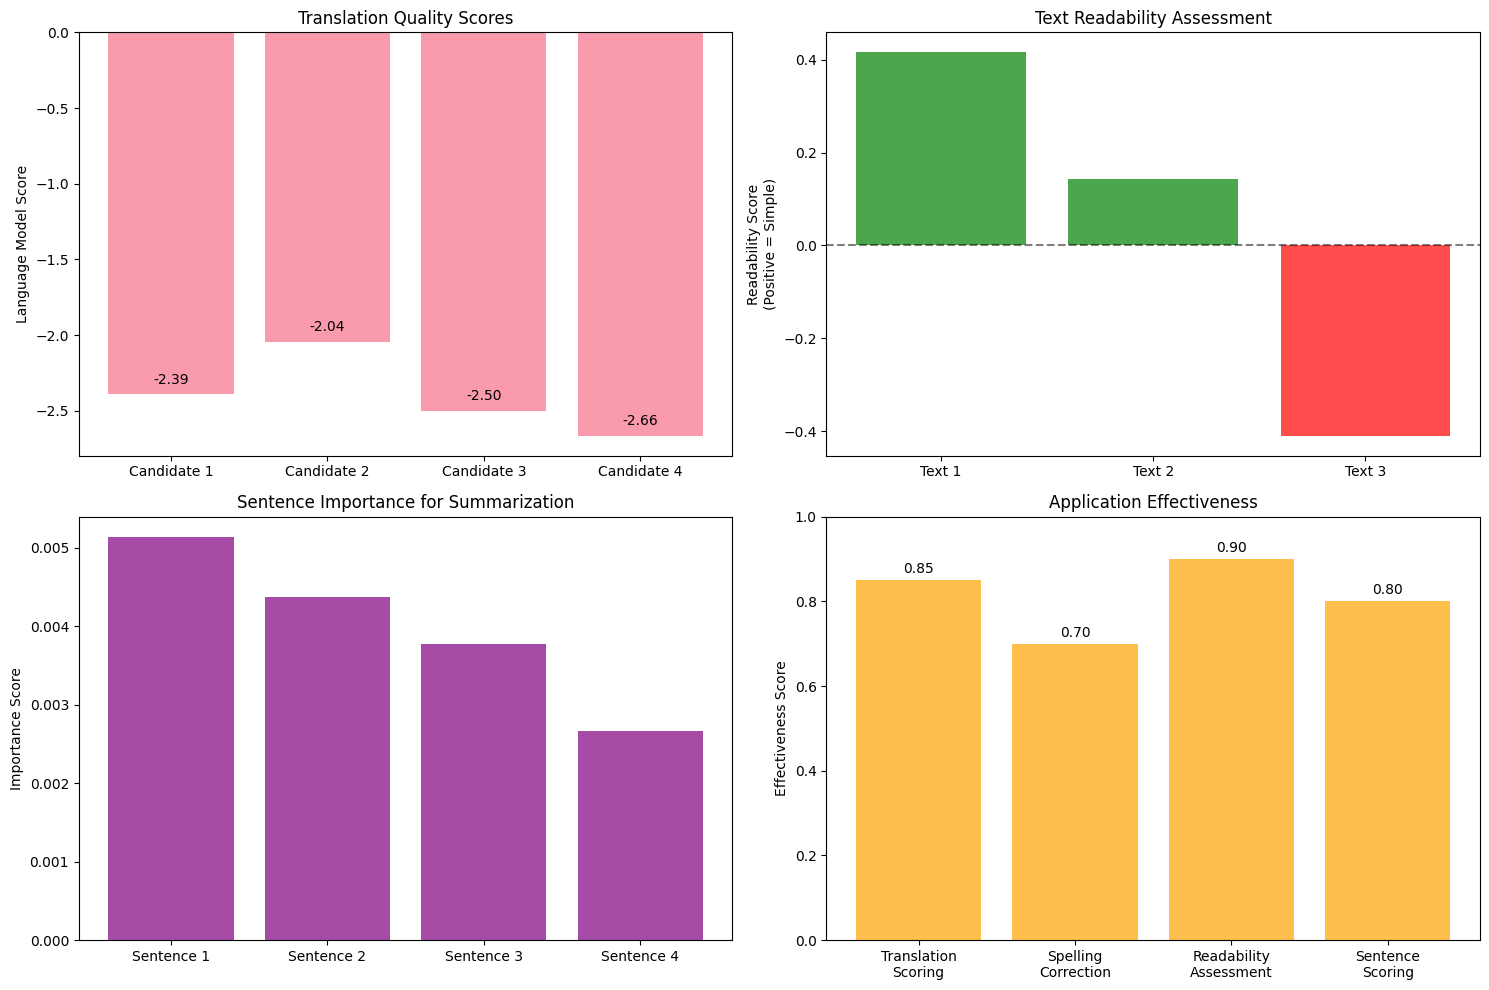 Translation Quality Scores
Language Model Score
0.0
−0.5
−1.0
−1.5
−2.0
−2.5
-2.39
-2.04
-2.50
-2.66
Candidate 1
Candidate 2
Candidate 3
Candidate 4
Text Readability Assessment
Readability Score
(Positive = Simple)
0.4
0.2
0.0
−0.2
−0.4
Text 1
Text 2
Text 3
Sentence Importance for Summarization
Importance Score
0.005
0.004
0.003
0.002
0.001
0.000
Sentence 1
Sentence 2
Sentence 3
Sentence 4
Application Effectiveness
Effectiveness Score
1.0
0.8
0.6
0.4
0.2
0.0
0.85
0.70
0.90
0.80
Translation
Scoring
Spelling
Correction
Readability
Assessment
Sentence
Scoring